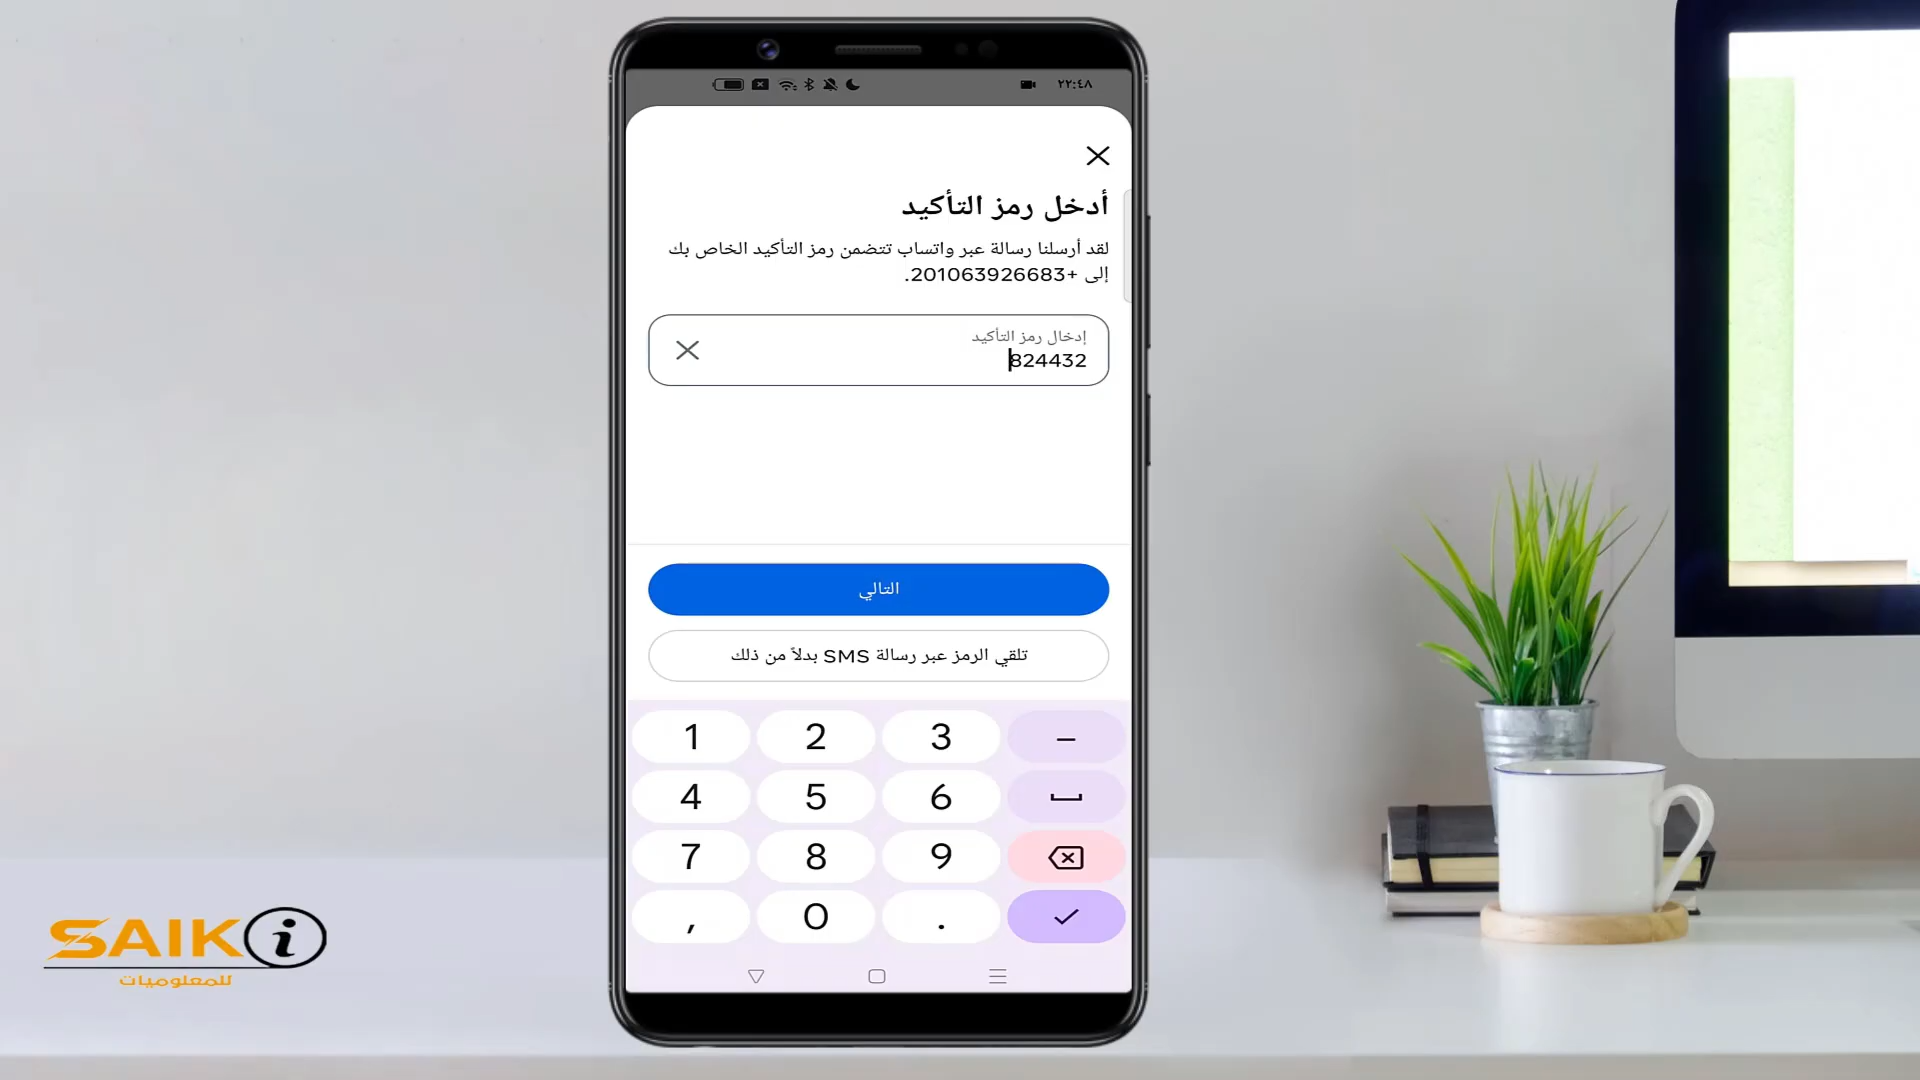 ٢٢:٤٨
أدخل رمز التأكيد
لقد أرسلنا رسالة عبر واتساب تتضمن رمز التأكيد الخاص بك
إلى +201063926683.
إدخال رمز التأكيد
824432
التالي
تلقي الرمز عبر رسالة SMS بدلاً من ذلك
1 2 3 –
4 5 6
7 8 9
, 0 .
SAIKi
للمعلوميات